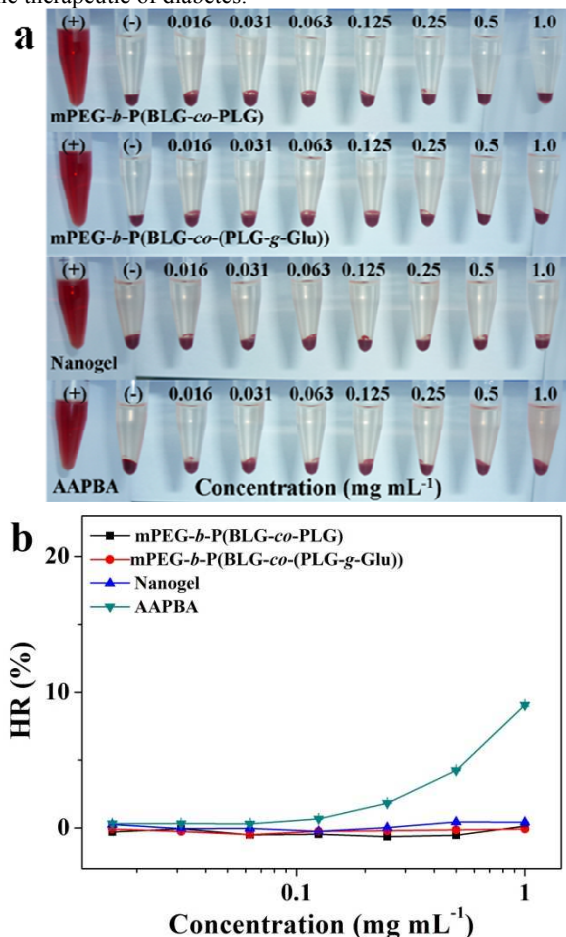 the therapeutic of diabetes.
a
(+) (-) 0.016 0.031 0.063 0.125 0.25 0.5 1.0
mPEG-b-P(BLG-co-PLG)
(+) (-) 0.016 0.031 0.063 0.125 0.25 0.5 1.0
mPEG-b-P(BLG-co-(PLG-g-Glu))
(+) (-) 0.016 0.031 0.063 0.125 0.25 0.5 1.0
Nanogel
(+) (-) 0.016 0.031 0.063 0.125 0.25 0.5 1.0
AAPBA Concentration (mg mL⁻¹)
b
mPEG-b-P(BLG-co-PLG)
mPEG-b-P(BLG-co-(PLG-g-Glu))
Nanogel
AAPBA
20
10
0
HR (%)
0.1 1
Concentration (mg mL⁻¹)